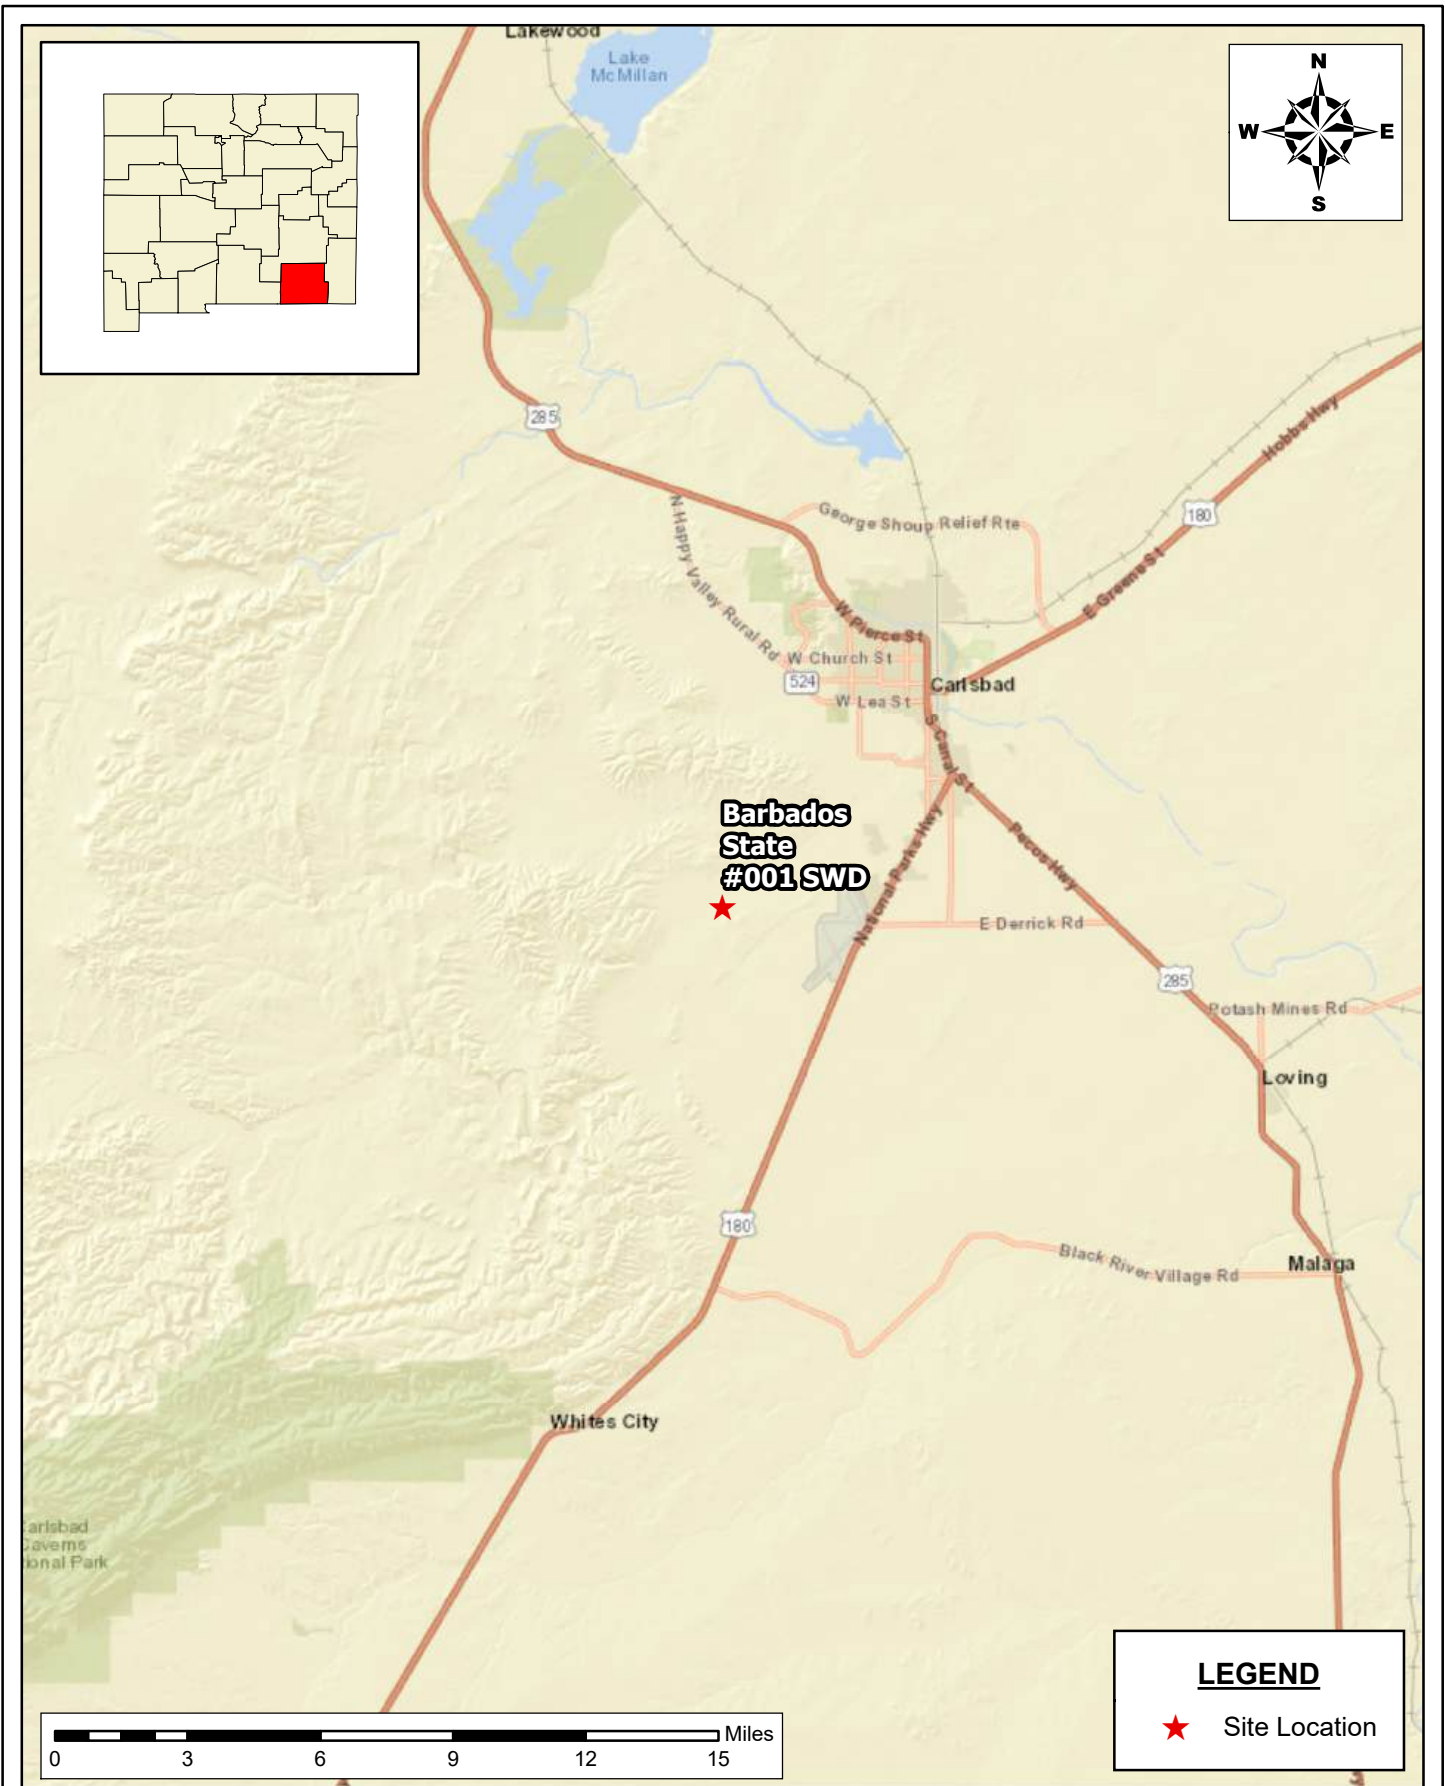 Lakewood
Lake
McMillan
N
W
E
S
285
Hobbs Hwy
180
George Shoup Relief Rte
N Happy Valley Rural Rd
E Greene St
W Pierce St
W Church St
524
Carlsbad
W Lea St
S Canal St
Barbados
State
#001 SWD
National Parks Hwy
Pecos Hwy
E Derrick Rd
285
Potash Mines Rd
Loving
180
Black River Village Rd
Malaga
Whites City
arlsbad
Caverns
ional Park
LEGEND
Site Location
Miles
0 3 6 9 12 15